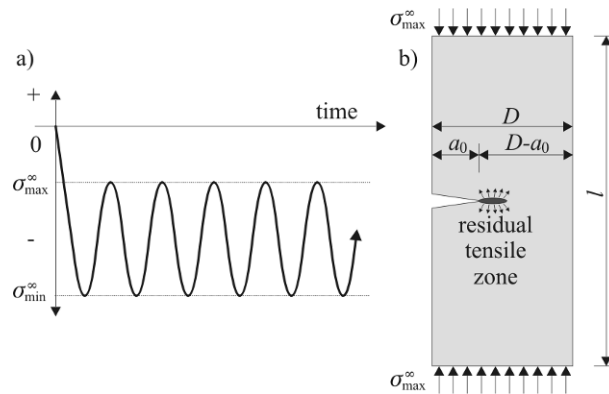 a)
+
0
time
σ∞max
-
σ∞min
σ∞max
b)
D
a0
D-a0
l
residual
tensile
zone
σ∞max